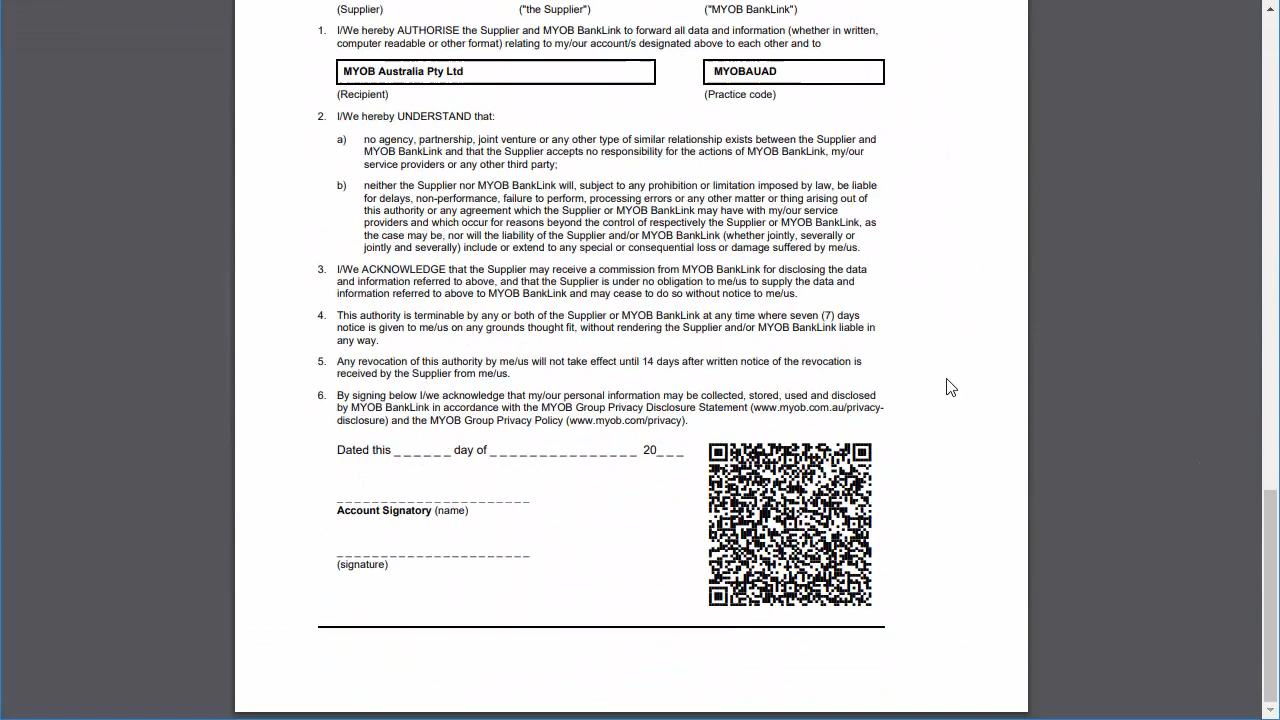 (Supplier) ("the Supplier") ("MYOB BankLink")
1. I/We hereby AUTHORISE the Supplier and MYOB BankLink to forward all data and information (whether in written,
computer readable or other format) relating to my/our account/s designated above to each other and to
MYOB Australia Pty Ltd MYOBAUAD
(Recipient) (Practice code)
2. I/We hereby UNDERSTAND that:
a) no agency, partnership, joint venture or any other type of similar relationship exists between the Supplier and
MYOB BankLink and that the Supplier accepts no responsibility for the actions of MYOB BankLink, my/our
service providers or any other third party;
b) neither the Supplier nor MYOB BankLink will, subject to any prohibition or limitation imposed by law, be liable
for delays, non-performance, failure to perform, processing errors or any other matter or thing arising out of
this authority or any agreement which the Supplier or MYOB BankLink may have with my/our service
providers and which occur for reasons beyond the control of respectively the Supplier or MYOB BankLink, as
the case may be, nor will the liability of the Supplier and/or MYOB BankLink (whether jointly, severally or
jointly and severally) include or extend to any special or consequential loss or damage suffered by me/us.
3. I/We ACKNOWLEDGE that the Supplier may receive a commission from MYOB BankLink for disclosing the data
and information referred to above, and that the Supplier is under no obligation to me/us to supply the data and
information referred to above to MYOB BankLink and may cease to do so without notice to me/us.
4. This authority is terminable by any or both of the Supplier or MYOB BankLink at any time where seven (7) days
notice is given to me/us on any grounds thought fit, without rendering the Supplier and/or MYOB BankLink liable in
any way.
5. Any revocation of this authority by me/us will not take effect until 14 days after written notice of the revocation is
received by the Supplier from me/us.
6. By signing below I/we acknowledge that my/our personal information may be collected, stored, used and disclosed
by MYOB BankLink in accordance with the MYOB Group Privacy Disclosure Statement (www.myob.com.au/privacy-
disclosure) and the MYOB Group Privacy Policy (www.myob.com/privacy).
Dated this _ _ _ _ _ _ day of _ _ _ _ _ _ _ _ _ _ _ _ _ _ _ 20_ _ _
Account Signatory (name)
(signature)